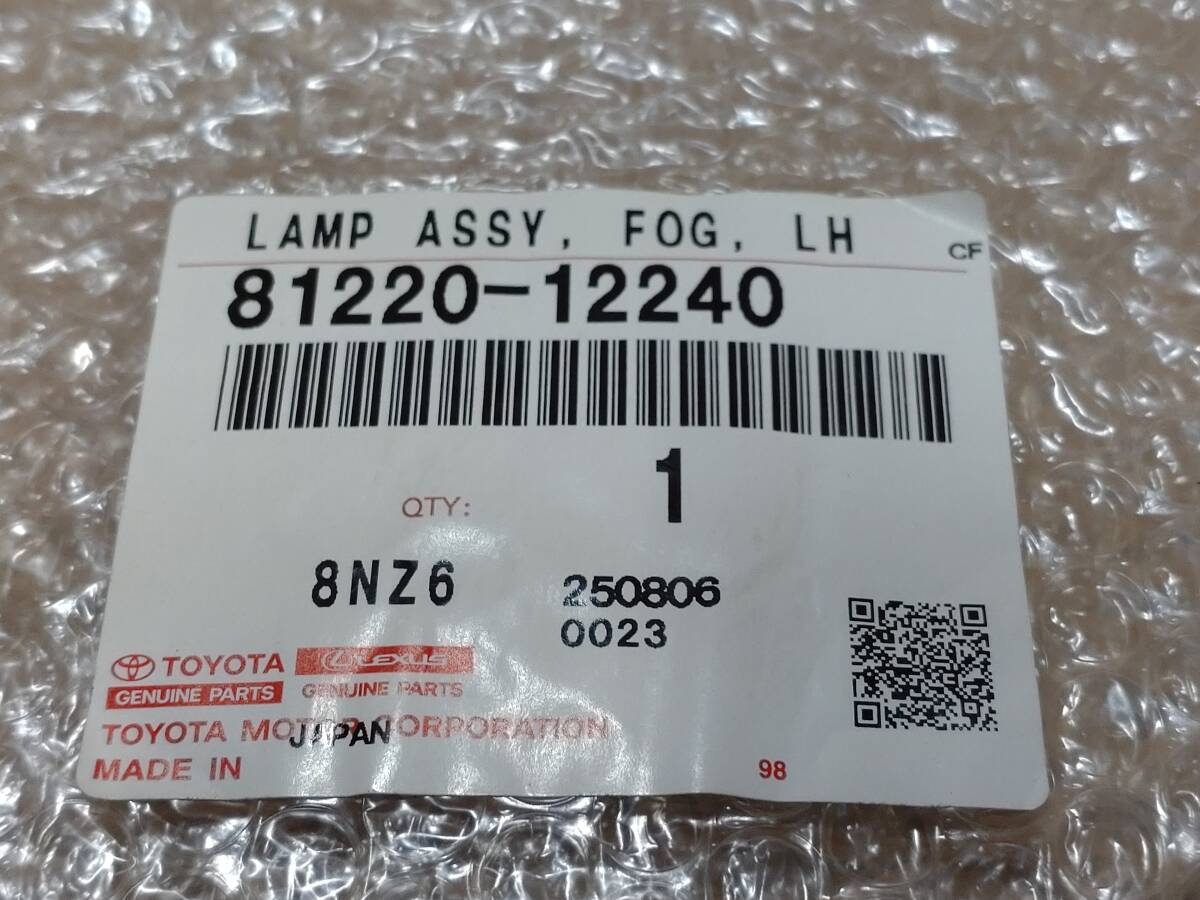 LAMP ASSY, FOG, LH
CF
81220-12240
QTY: 1
8NZ6
250806
0023
TOYOTA
GENUINE PARTS
LEXUS
GENUINE PARTS
TOYOTA MOTOR CORPORATION
MADE IN JAPAN
98